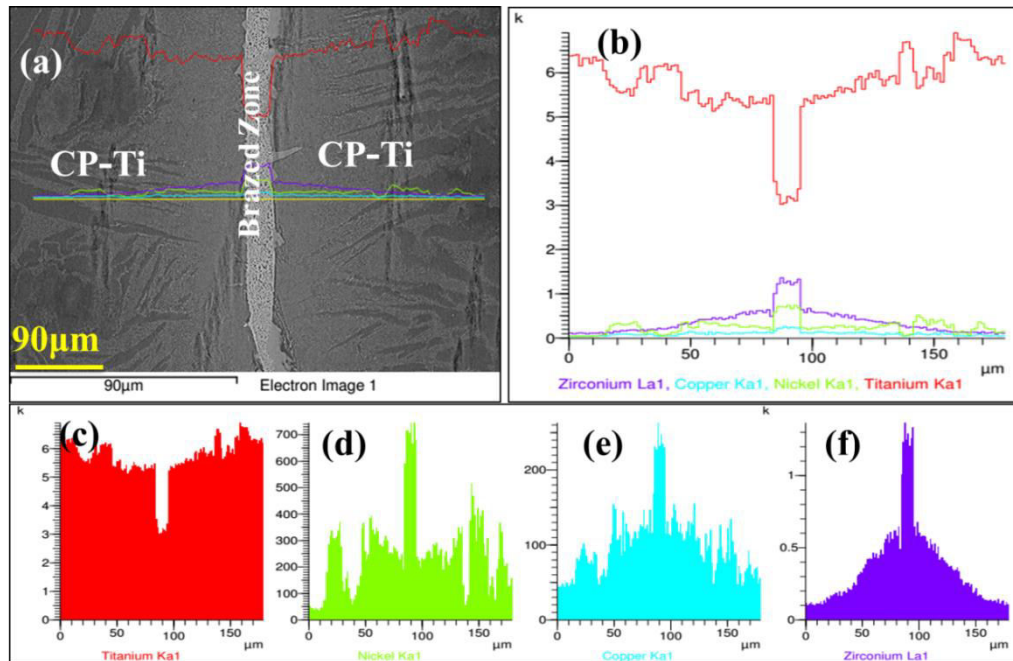 (a)
CP-Ti
Brazed Zone
CP-Ti
90μm
90μm
Electron Image 1
k
(b)
6
5
4
3
2
1
0
0
50
100
150
μm
Zirconium La1, Copper Ka1, Nickel Ka1, Titanium Ka1
k
(c)
6
5
4
3
2
1
0
0
50
100
150
μm
Titanium Ka1
(d)
700
600
500
400
300
200
100
0
0
50
100
150
μm
Nickel Ka1
(e)
200
150
100
50
0
0
50
100
150
μm
Copper Ka1
k
(f)
1
0.5
0
0
50
100
150
μm
Zirconium La1